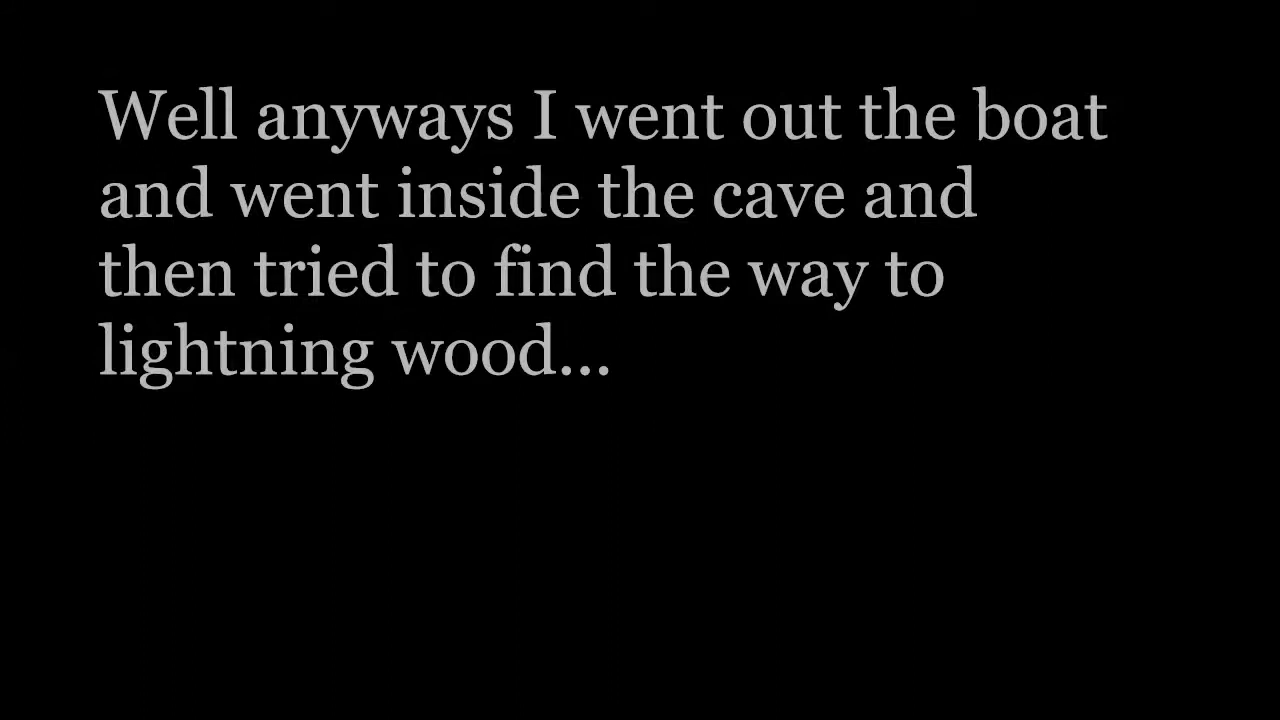 Well anyways I went out the boat
and went inside the cave and
then tried to find the way to
lightning wood...